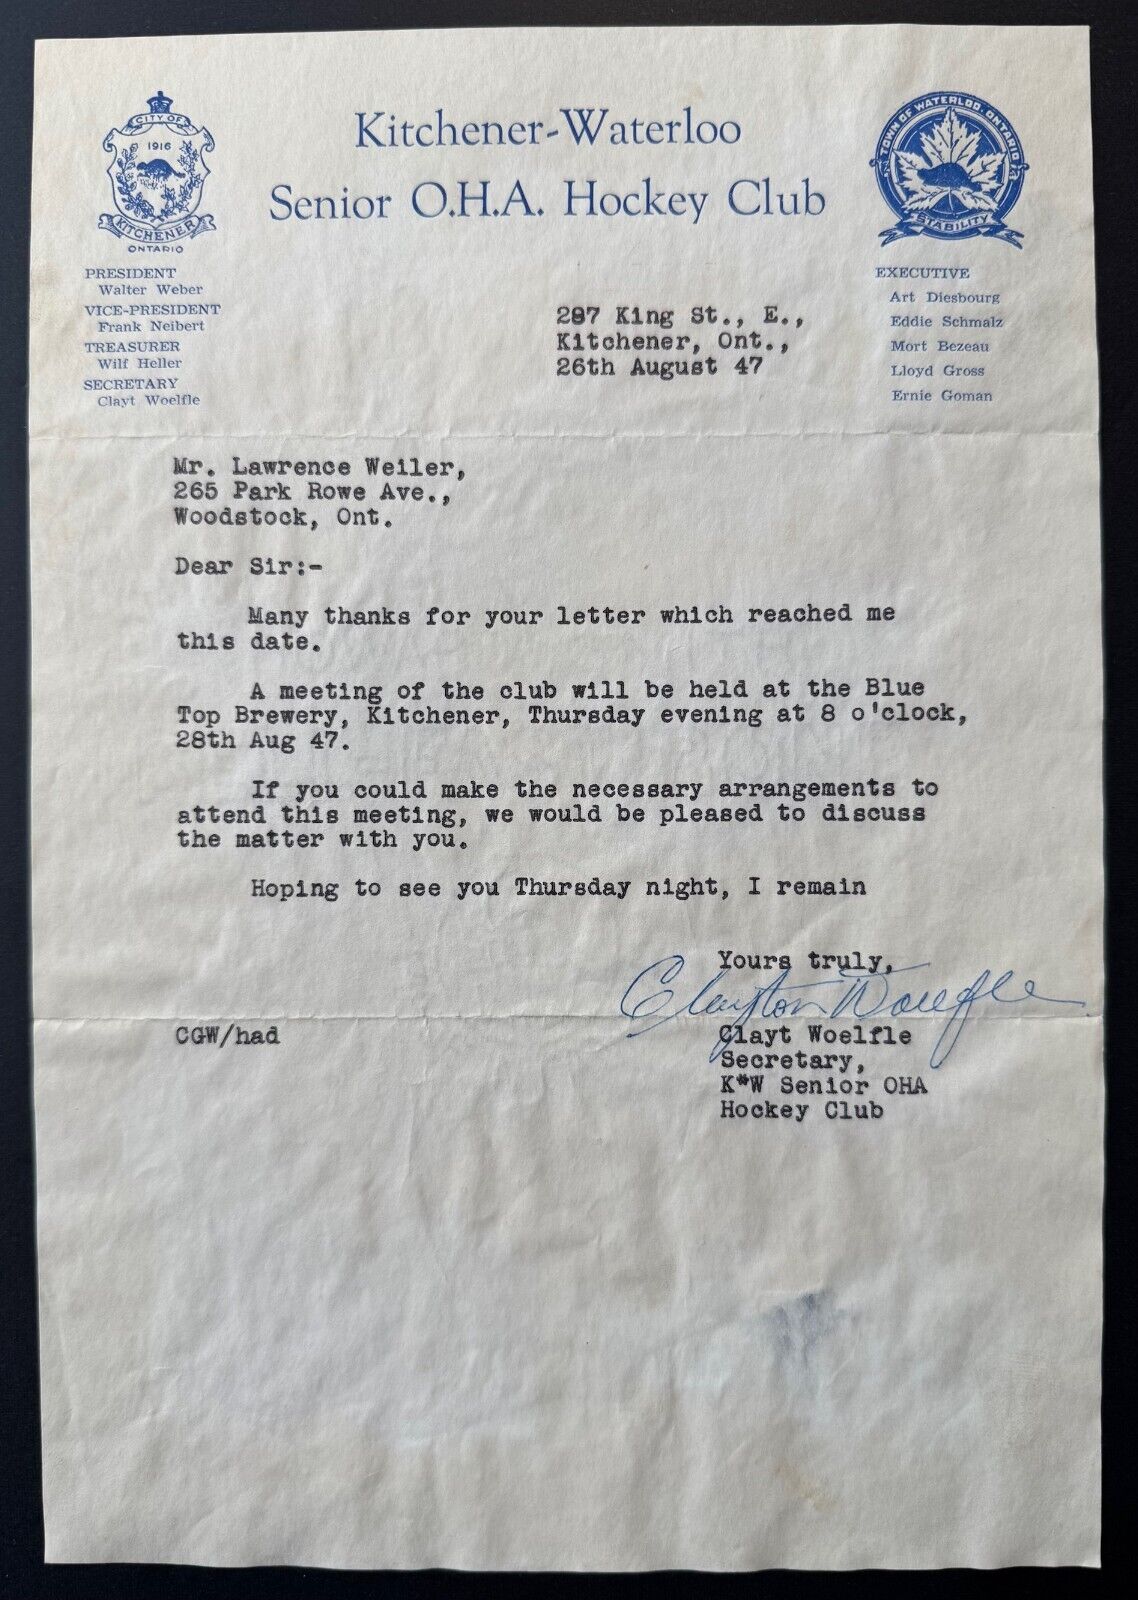 CITY OF
1916
KITCHENER
ONTARIO
Kitchener-Waterloo
Senior O.H.A. Hockey Club
TOWN OF WATERLOO, ONTARIO
STABILITY
PRESIDENT
Walter Weber
VICE-PRESIDENT
Frank Neibert
TREASURER
Wilf Heller
SECRETARY
Clayt Woelfle
EXECUTIVE
Art Diesbourg
Eddie Schmalz
Mort Bezeau
Lloyd Gross
Ernie Goman
287 King St., E.,
Kitchener, Ont.,
26th August 47
Mr. Lawrence Weiler,
265 Park Rowe Ave.,
Woodstock, Ont.
Dear Sir:-
Many thanks for your letter which reached me
this date.
A meeting of the club will be held at the Blue
Top Brewery, Kitchener, Thursday evening at 8 o'clock,
28th Aug 47.
If you could make the necessary arrangements to
attend this meeting, we would be pleased to discuss
the matter with you.
Hoping to see you Thursday night, I remain
Yours truly,
Clayton Woelfle
CGW/had
Clayt Woelfle
Secretary,
K*W Senior OHA
Hockey Club